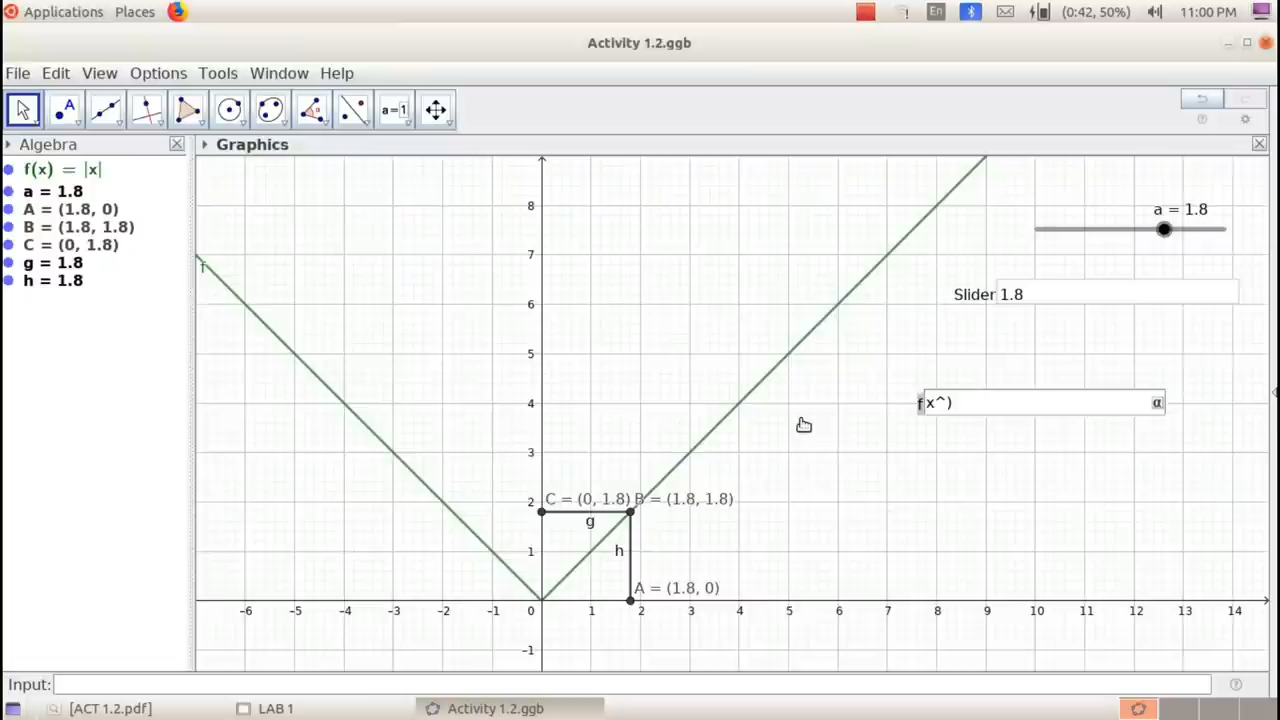 Applications Places En (0:42, 50%) 11:00 PM
Activity 1.2.ggb
File Edit View Options Tools Window Help
A a=1
Algebra Graphics
f(x) = |x|
a = 1.8
A = (1.8, 0)
B = (1.8, 1.8)
C = (0, 1.8)
g = 1.8
h = 1.8
a = 1.8
Slider 1.8
f x^) α
f
8
7
6
5
4
3
2
1
0
–1
C = (0, 1.8) B = (1.8, 1.8)
g
h
A = (1.8, 0)
–6 –5 –4 –3 –2 –1 1 2 3 4 5 6 7 8 9 10 11 12 13 14
Input:
[ACT 1.2.pdf] LAB 1 Activity 1.2.ggb